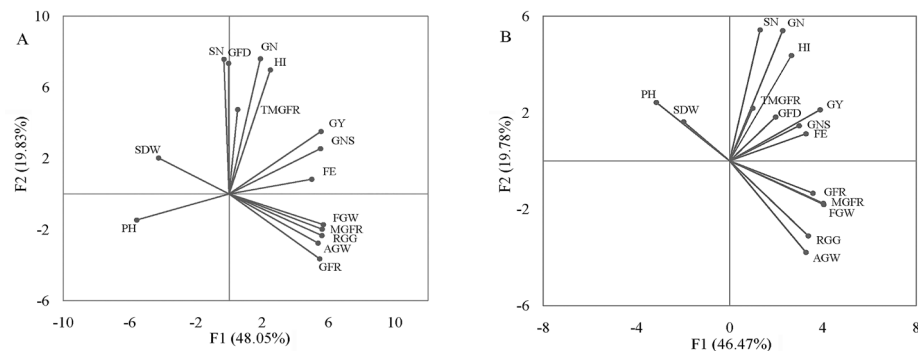 A
10
6
2
-2
-6
-10
-6
-2
2
6
10
F1 (48.05%)
F2 (19.83%)
SN
GFD
GN
HI
TMGFR
GY
GNS
FE
SDW
PH
FGW
MGFR
RGG
AGW
GFR
B
6
2
-2
-6
-8
-4
0
4
8
F1 (46.47%)
F2 (19.78%)
SN
GN
HI
PH
SDW
TMGFR
GFD
GY
GNS
FE
GFR
MGFR
FGW
RGG
AGW